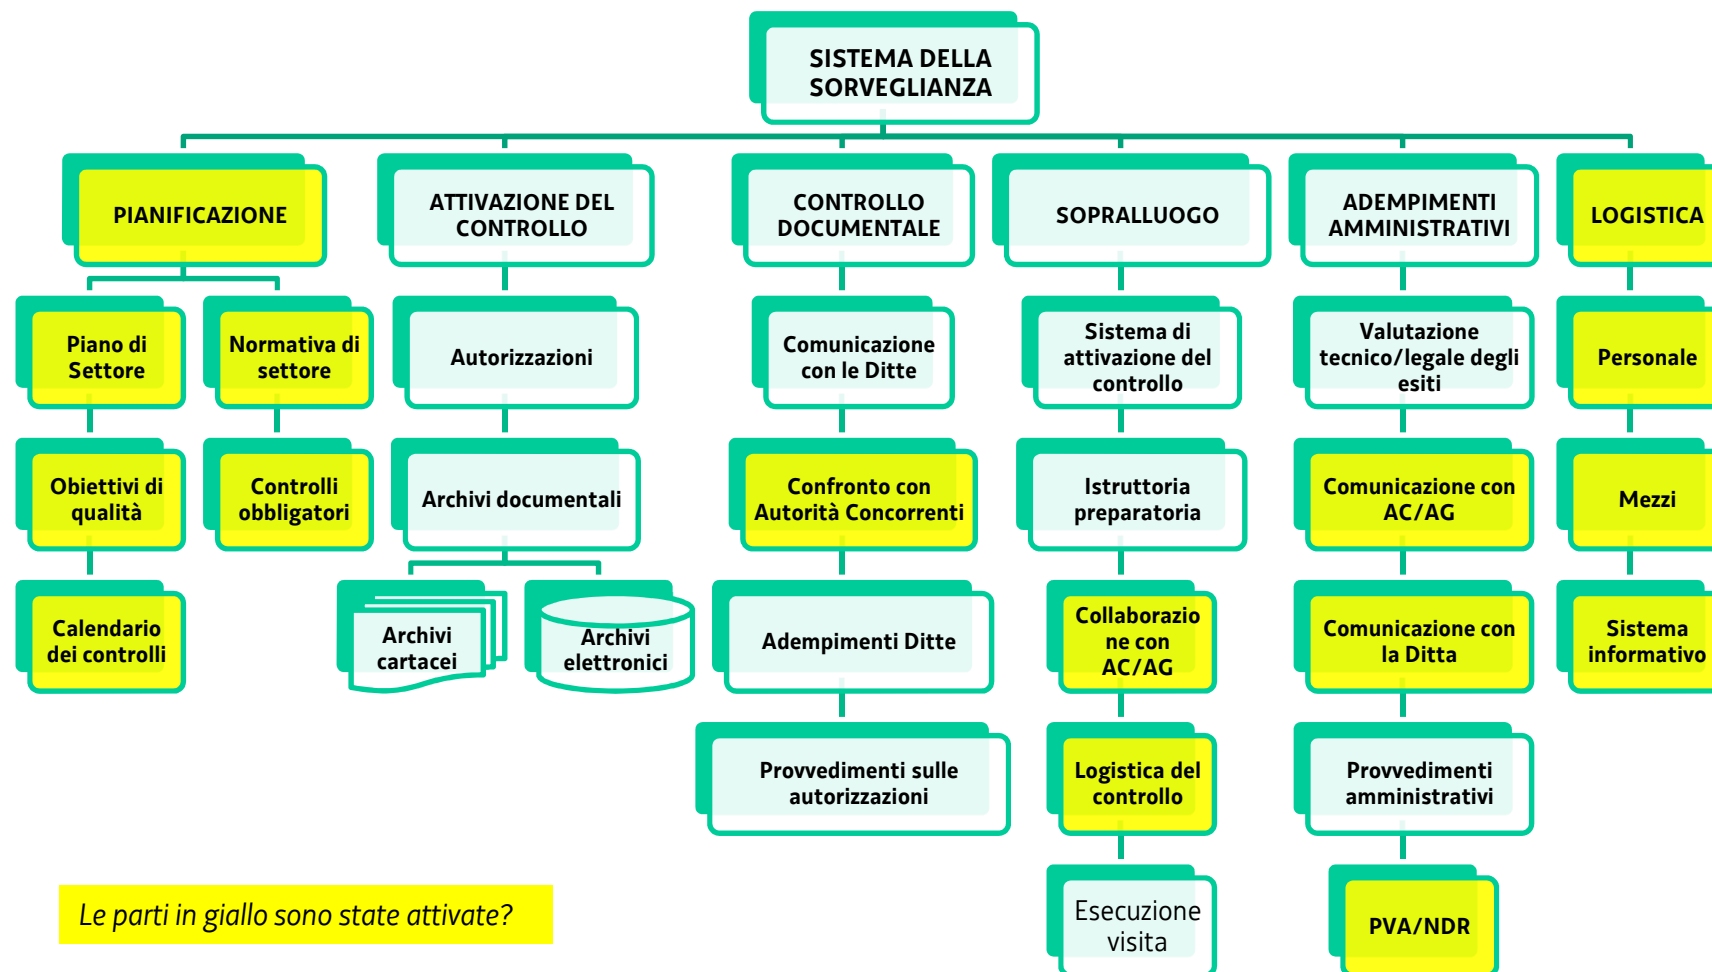 SISTEMA DELLA
SORVEGLIANZA
PIANIFICAZIONE
ATTIVAZIONE DEL
CONTROLLO
CONTROLLO
DOCUMENTALE
SOPRALLUOGO
ADEMPIMENTI
AMMINISTRATIVI
LOGISTICA
Piano di
Settore
Normativa di
settore
Autorizzazioni
Comunicazione
con le Ditte
Sistema di
attivazione del
controllo
Valutazione
tecnico/legale degli
esiti
Personale
Obiettivi di
qualità
Controlli
obbligatori
Archivi documentali
Confronto con
Autorità Concorrenti
Istruttoria
preparatoria
Comunicazione con
AC/AG
Mezzi
Calendario
dei controlli
Archivi
cartacei
Archivi
elettronici
Adempimenti Ditte
Collaborazio
ne con
AC/AG
Comunicazione con
la Ditta
Sistema
informativo
Provvedimenti sulle
autorizzazioni
Logistica del
controllo
Provvedimenti
amministrativi
Le parti in giallo sono state attivate?
Esecuzione
visita
PVA/NDR